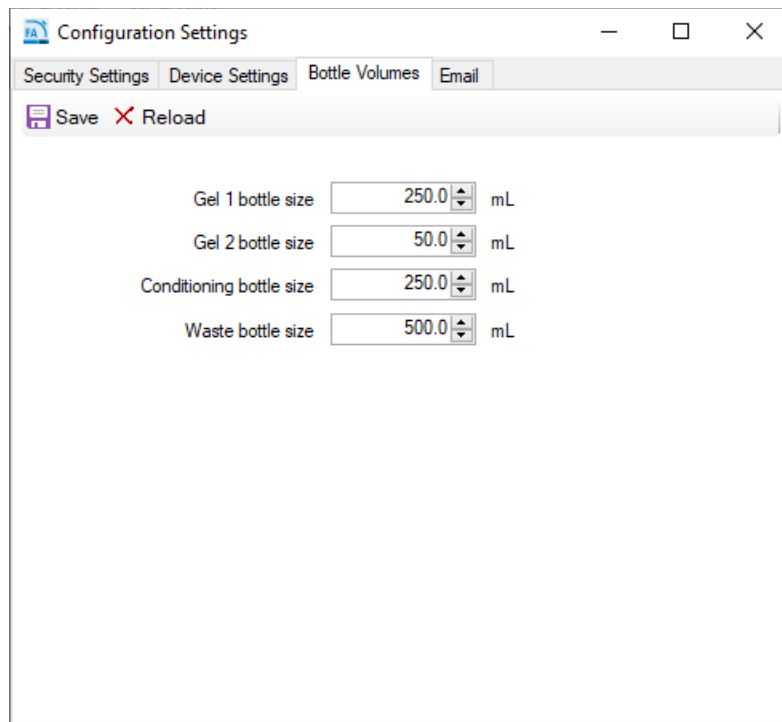 FA Configuration Settings
Security Settings Device Settings Bottle Volumes Email
Save Reload
Gel 1 bottle size 250.0 mL
Gel 2 bottle size 50.0 mL
Conditioning bottle size 250.0 mL
Waste bottle size 500.0 mL